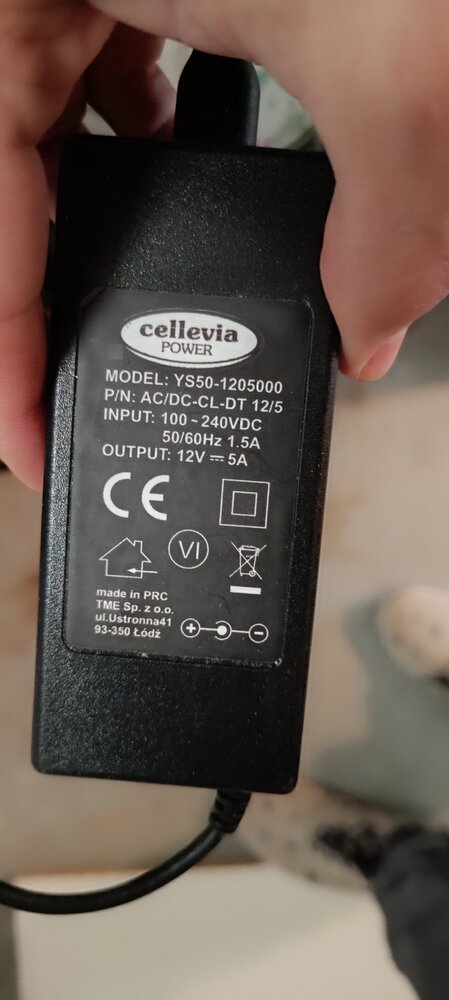 cellevia
POWER
MODEL: YS50-1205000
P/N: AC/DC-CL-DT 12/5
INPUT: 100 ~ 240VDC
50/60Hz 1.5A
OUTPUT: 12V ⎓ 5A
CE
VI
made in PRC
TME Sp. z o.o.
ul.Ustronna41
93-350 Łódź